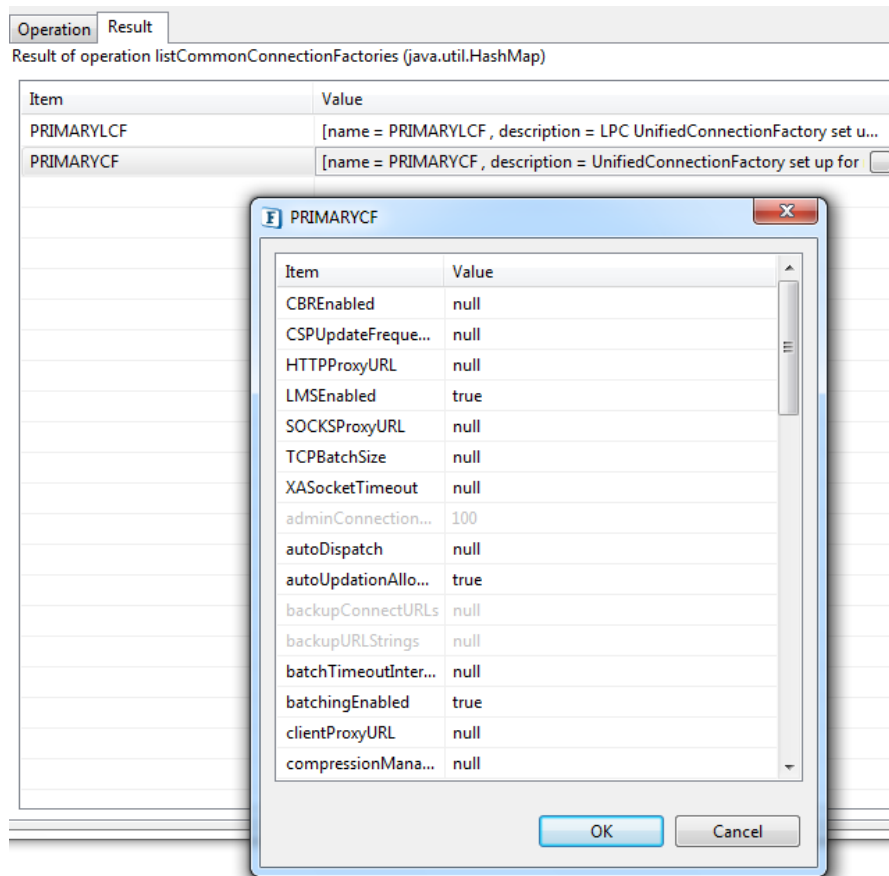 Operation Result
Result of operation listCommonConnectionFactories (java.util.HashMap)
Item Value
PRIMARYLCF [name = PRIMARYLCF , description = LPC UnifiedConnectionFactory set u...
PRIMARYCF [name = PRIMARYCF , description = UnifiedConnectionFactory set up for
F PRIMARYCF
Item Value
CBREnabled null
CSPUpdateFreque... null
HTTPProxyURL null
LMSEnabled true
SOCKSProxyURL null
TCPBatchSize null
XASocketTimeout null
adminConnection... 100
autoDispatch null
autoUpdationAllo... true
backupConnectURLs null
backupURLStrings null
batchTimeoutInter... null
batchingEnabled true
clientProxyURL null
compressionMana... null
OK Cancel